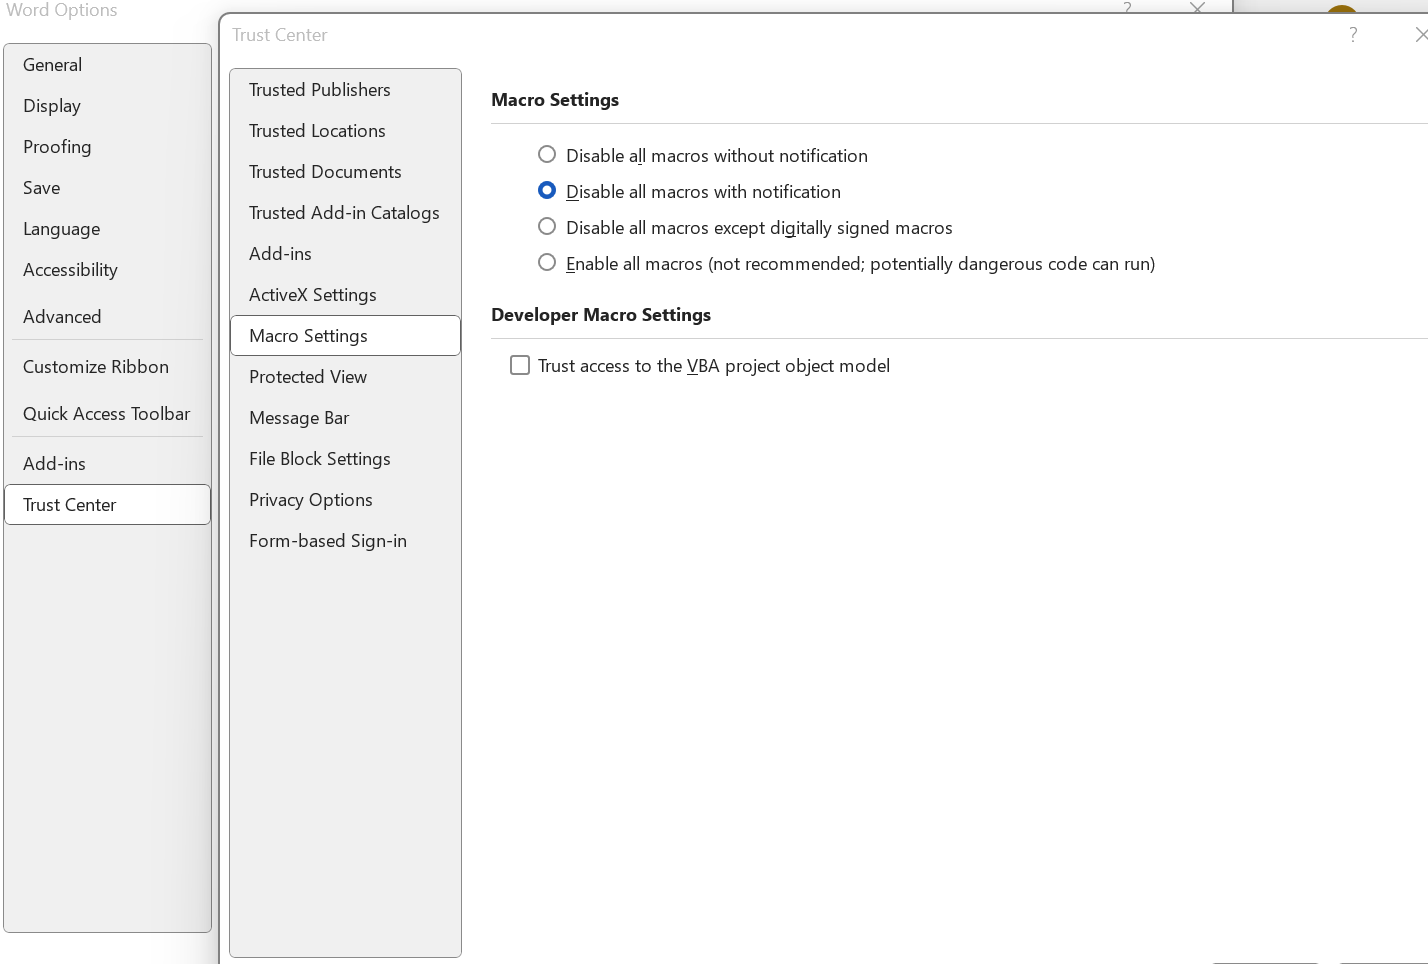 Word Options
?
General
Display
Proofing
Save
Language
Accessibility
Advanced
Customize Ribbon
Quick Access Toolbar
Add-ins
Trust Center
Trust Center
?
Trusted Publishers
Trusted Locations
Trusted Documents
Trusted Add-in Catalogs
Add-ins
ActiveX Settings
Macro Settings
Protected View
Message Bar
File Block Settings
Privacy Options
Form-based Sign-in
Macro Settings
Disable all macros without notification
Disable all macros with notification
Disable all macros except digitally signed macros
Enable all macros (not recommended; potentially dangerous code can run)
Developer Macro Settings
Trust access to the VBA project object model